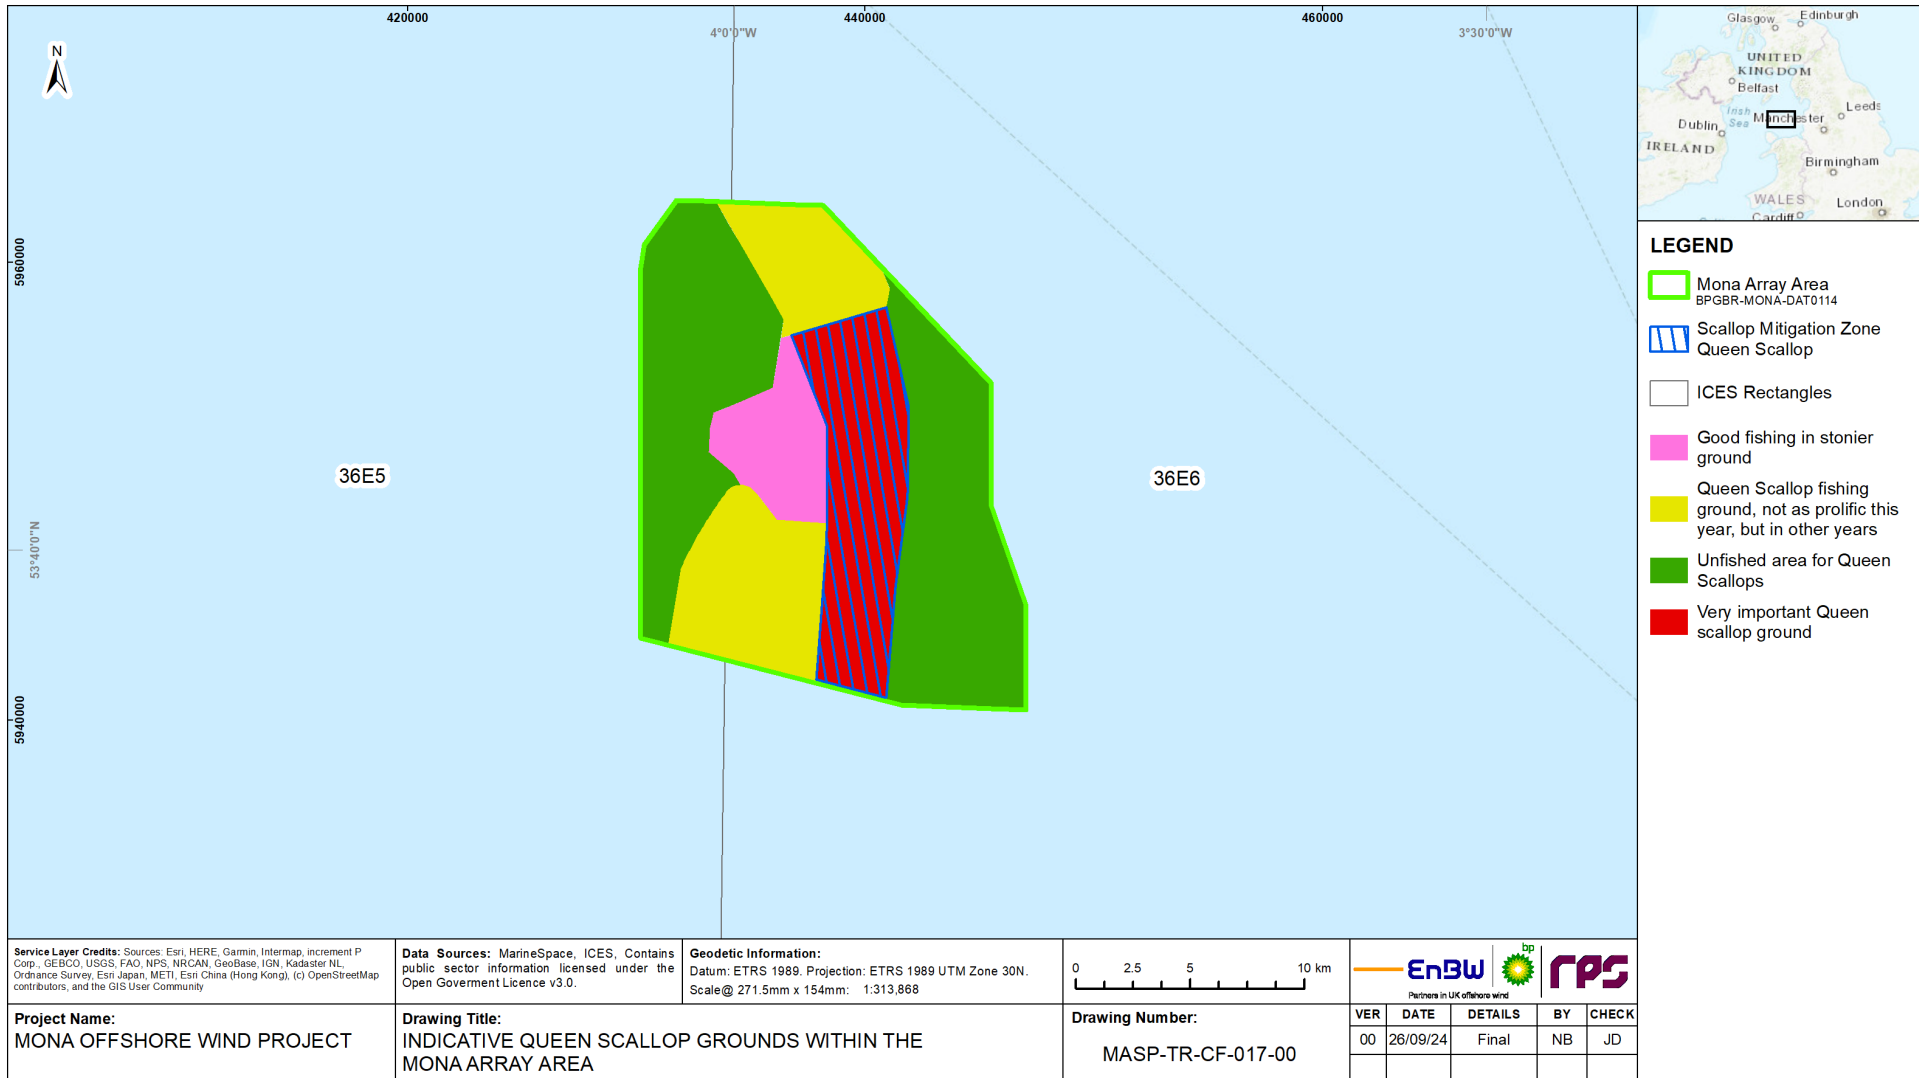 420000
440000
460000
4°0'0"W
3°30'0"W
N
5960000
53°40'0"N
5940000
36E5
36E6
Glasgow
Edinburgh
UNITED
KINGDOM
Belfast
Irish
Sea
Manchester
Leeds
Dublin
IRELAND
Birmingham
WALES
London
Cardiff
LEGEND
Mona Array Area
BPGBR-MONA-DAT0114
Scallop Mitigation Zone
Queen Scallop
ICES Rectangles
Good fishing in stonier
ground
Queen Scallop fishing
ground, not as prolific this
year, but in other years
Unfished area for Queen
Scallops
Very important Queen
scallop ground
Service Layer Credits: Sources: Esri, HERE, Garmin, Intermap, increment P
Corp., GEBCO, USGS, FAO, NPS, NRCAN, GeoBase, IGN, Kadaster NL,
Ordnance Survey, Esri Japan, METI, Esri China (Hong Kong), (c) OpenStreetMap
contributors, and the GIS User Community
Data Sources: MarineSpace, ICES, Contains
public sector information licensed under the
Open Goverment Licence v3.0.
Geodetic Information:
Datum: ETRS 1989. Projection: ETRS 1989 UTM Zone 30N.
Scale@ 271.5mm x 154mm: 1:313,868
0 2.5 5 10 km
EnBW
bp
rps
Partners in UK offshore wind
Project Name:
MONA OFFSHORE WIND PROJECT
Drawing Title:
INDICATIVE QUEEN SCALLOP GROUNDS WITHIN THE
MONA ARRAY AREA
Drawing Number:
MASP-TR-CF-017-00
VER DATE DETAILS BY CHECK
00 26/09/24 Final NB JD